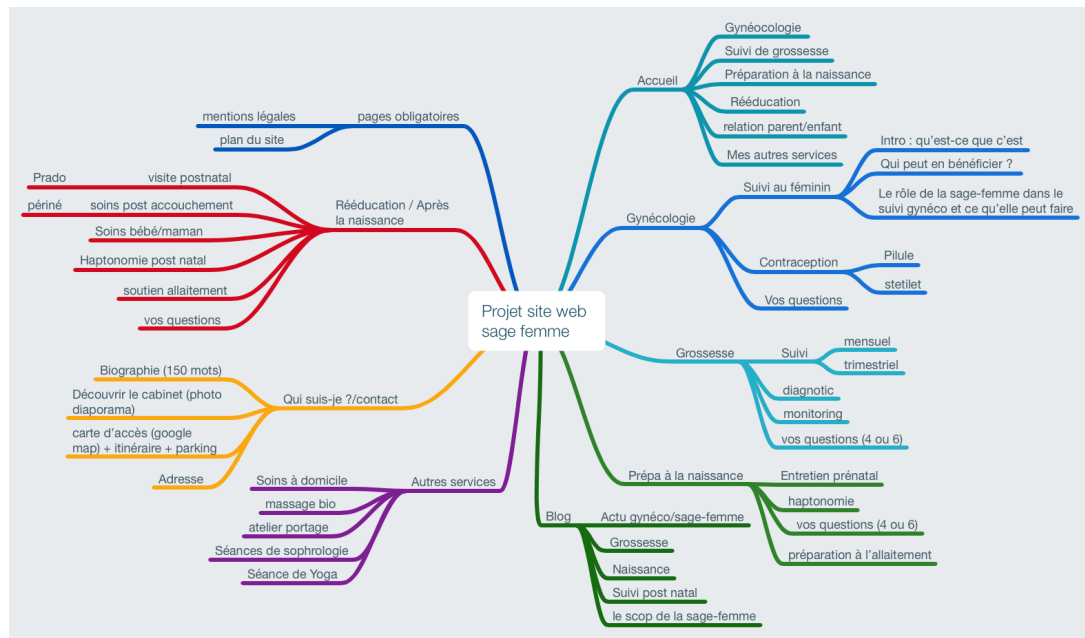 Projet site web
sage femme
Accueil
Gynéocologie
Suivi de grossesse
Préparation à la naissance
Rééducation
relation parent/enfant
Mes autres services
Gynécologie
Suivi au féminin
Intro : qu'est-ce que c'est
Qui peut en bénéficier ?
Le rôle de la sage-femme dans le
suivi gynéco et ce qu'elle peut faire
Contraception
Pilule
stetilet
Vos questions
Grossesse
Suivi
mensuel
trimestriel
diagnotic
monitoring
vos questions (4 ou 6)
Prépa à la naissance
Entretien prénatal
haptonomie
vos questions (4 ou 6)
préparation à l'allaitement
Blog
Actu gynéco/sage-femme
Grossesse
Naissance
Suivi post natal
le scop de la sage-femme
Autres services
Soins à domicile
massage bio
atelier portage
Séances de sophrologie
Séance de Yoga
Qui suis-je ?/contact
Biographie (150 mots)
Découvrir le cabinet (photo
diaporama)
carte d'accès (google
map) + itinéraire + parking
Adresse
Rééducation / Après
la naissance
visite postnatal
Prado
soins post accouchement
périné
Soins bébé/maman
Haptonomie post natal
soutien allaitement
vos questions
pages obligatoires
mentions légales
plan du site